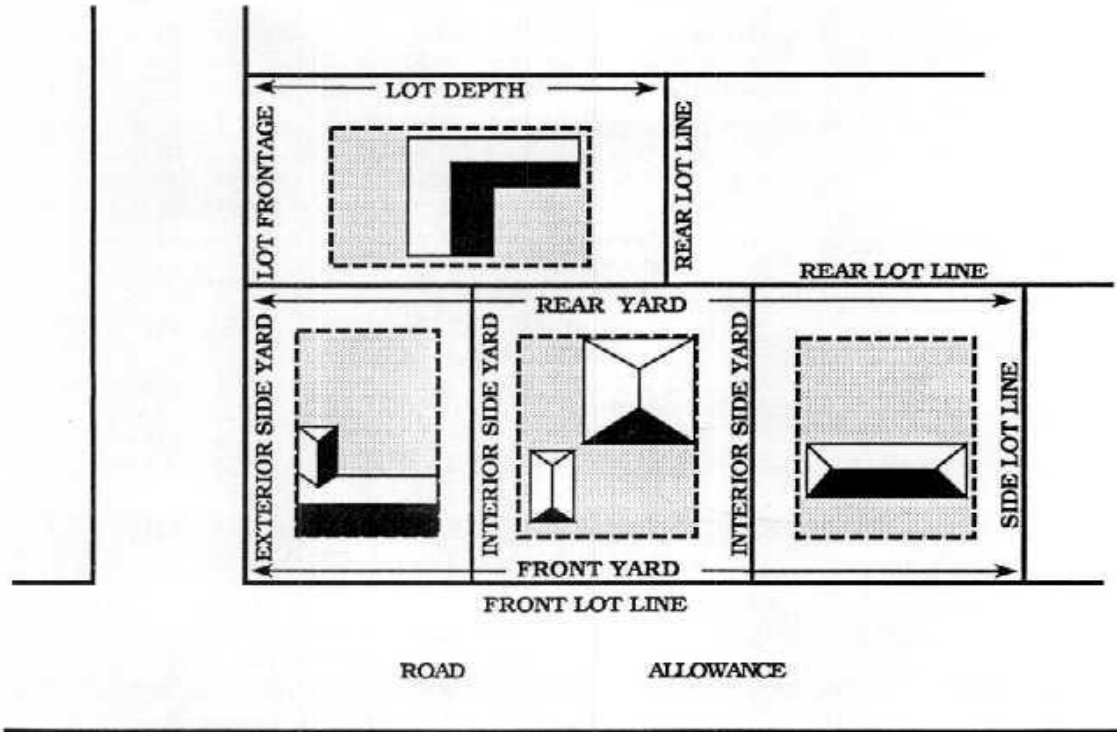 LOT DEPTH
LOT FRONTAGE
REAR LOT LINE
REAR LOT LINE
REAR YARD
EXTERIOR SIDE YARD
INTERIOR SIDE YARD
INTERIOR SIDE YARD
SIDE LOT LINE
FRONT YARD
FRONT LOT LINE
ROAD ALLOWANCE